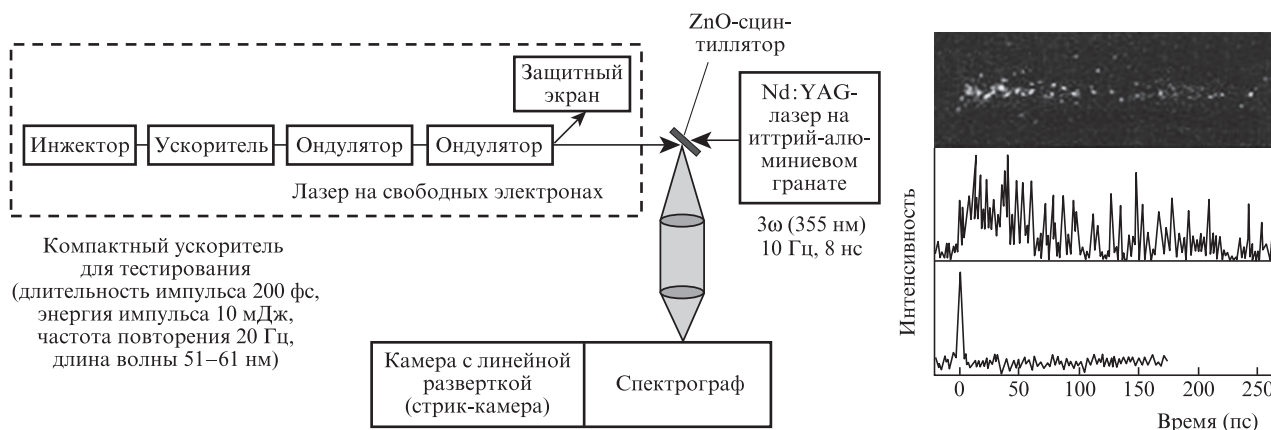 ZnO-сцин-
тиллятор
Защитный
экран
Nd:YAG-
лазер на
иттрий-алю-
миниевом
гранате
Инжектор
Ускоритель
Ондулятор
Ондулятор
Лазер на свободных электронах
3ω (355 нм)
10 Гц, 8 нс
Компактный ускоритель
для тестирования
(длительность импульса 200 фс,
энергия импульса 10 мДж,
частота повторения 20 Гц,
длина волны 51–61 нм)
Камера с линейной
разверткой
(стрик-камера)
Спектрограф
Интенсивность
0 50 100 150 200 250
Время (пс)